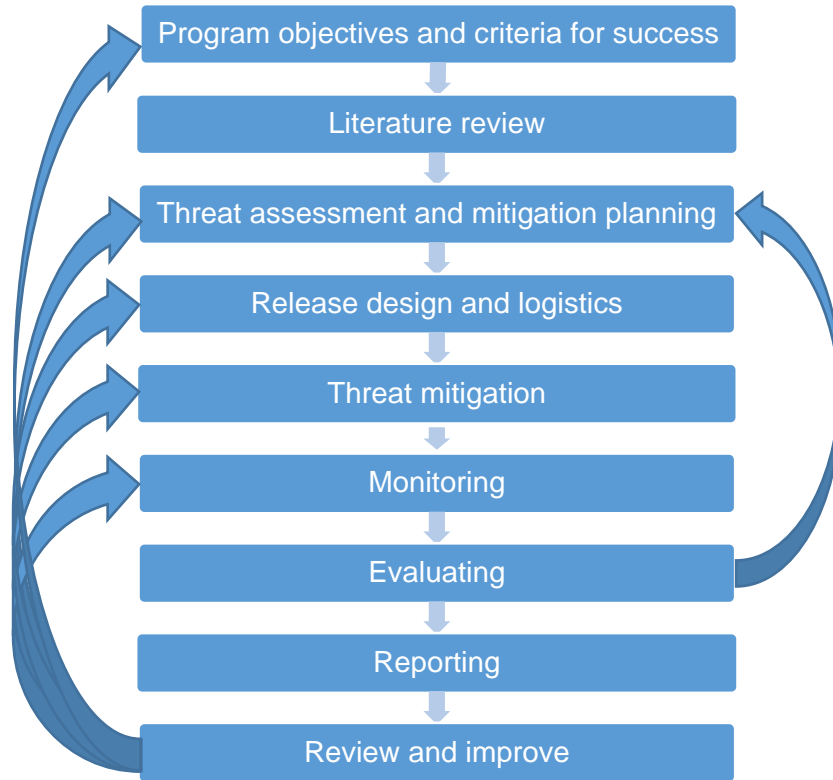 Program objectives and criteria for success
Literature review
Threat assessment and mitigation planning
Release design and logistics
Threat mitigation
Monitoring
Evaluating
Reporting
Review and improve